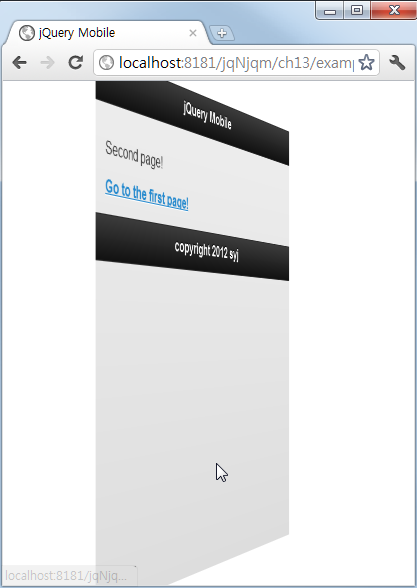 jQuery Mobile
localhost:8181/jqNjqm/ch13/examp
jQuery Mobile
Second page!
Go to the first page!
copyright 2012 svj
localhost:8181/jqNjq...